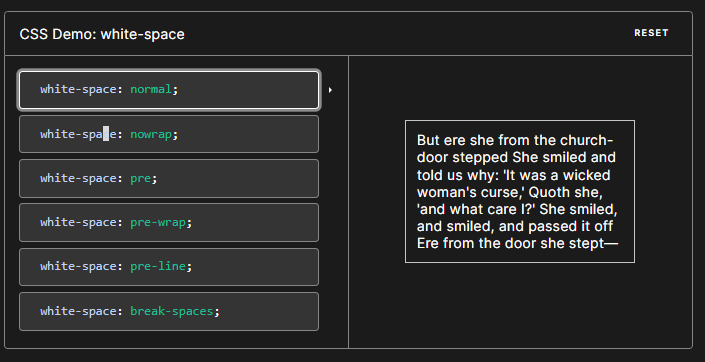 CSS Demo: white-space
RESET
white-space: normal;
white-space: nowrap;
white-space: pre;
white-space: pre-wrap;
white-space: pre-line;
white-space: break-spaces;
But ere she from the church-
door stepped She smiled and
told us why: 'It was a wicked
woman's curse,' Quoth she,
'and what care I?' She smiled,
and smiled, and passed it off
Ere from the door she stept—